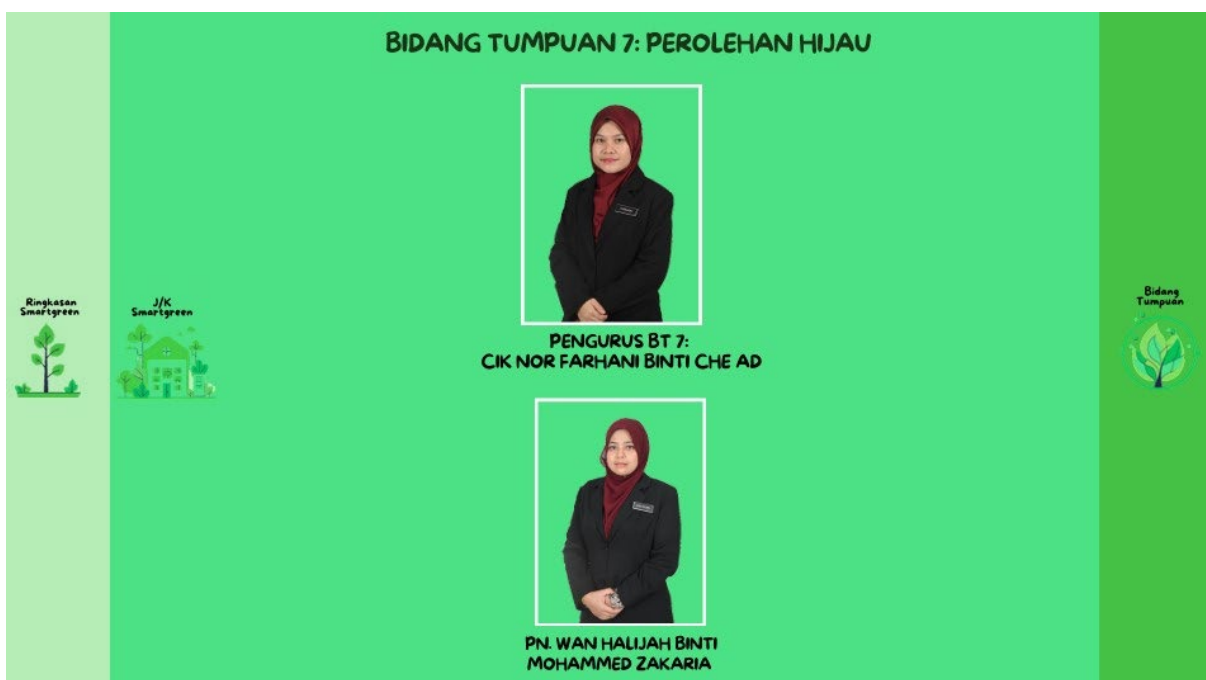 BIDANG TUMPUAN 7: PEROLEHAN HIJAU
Ringkasan
Smartgreen
J/K
Smartgreen
Bidang
Tumpuan
PENGURUS BT 7:
CIK NOR FARHANI BINTI CHE AD
PN. WAN HALIJAH BINTI
MOHAMMED ZAKARIA